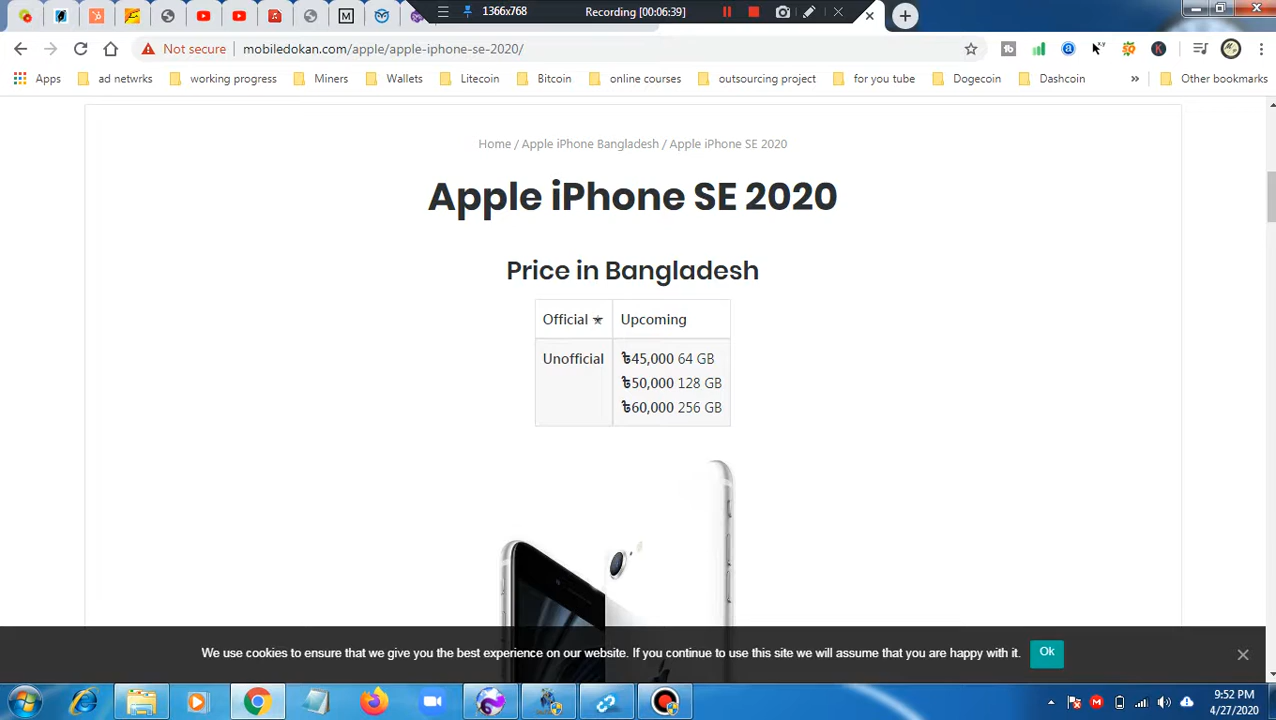 1366x768
Recording [00:06:39]
Not secure
mobiledokan.com/apple/apple-iphone-se-2020/
Apps
ad netwrks
working progress
Miners
Wallets
Litecoin
Bitcoin
online courses
outsourcing project
for you tube
Dogecoin
Dashcoin
»
Other bookmarks
Home / Apple iPhone Bangladesh / Apple iPhone SE 2020
Apple iPhone SE 2020
Price in Bangladesh
Official ★ Upcoming
Unofficial ৳45,000 64 GB
৳50,000 128 GB
৳60,000 256 GB
We use cookies to ensure that we give you the best experience on our website. If you continue to use this site we will assume that you are happy with it.
Ok
9:52 PM
4/27/2020